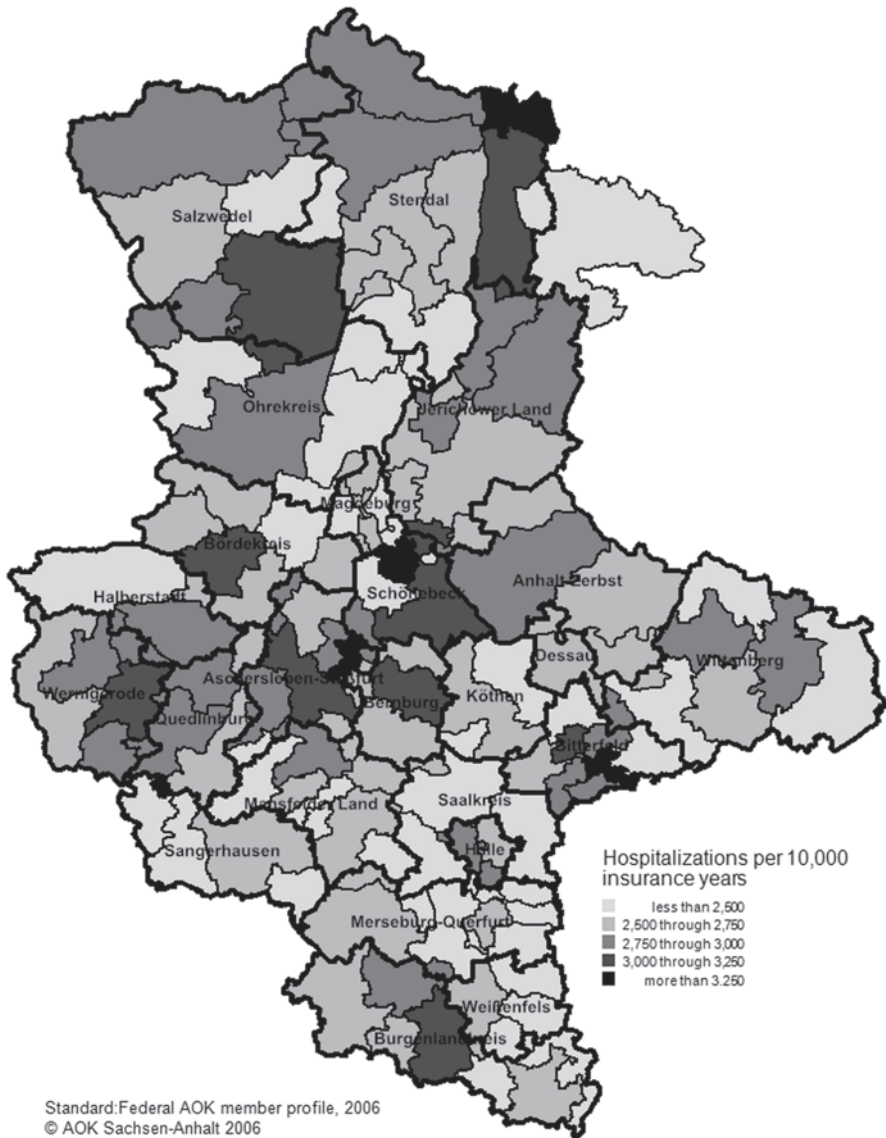 Salzwedel
Stendal
Ohrekreis
Jerichower Land
Magdeburg
Bördekreis
Halberstadt
Schönebeck
Anhalt-Zerbst
Wernigerode
Quedlinburg
Aschersleben-Staßfurt
Bernburg
Köthen
Dessau
Wittenberg
Bitterfeld
Mansfelder Land
Saalkreis
Sangerhausen
Halle
Merseburg-Querfurt
Weißenfels
Burgenlandkreis
Hospitalizations per 10,000
insurance years
less than 2,500
2,500 through 2,750
2,750 through 3,000
3,000 through 3,250
more than 3.250
Standard:Federal AOK member profile, 2006
© AOK Sachsen-Anhalt 2006